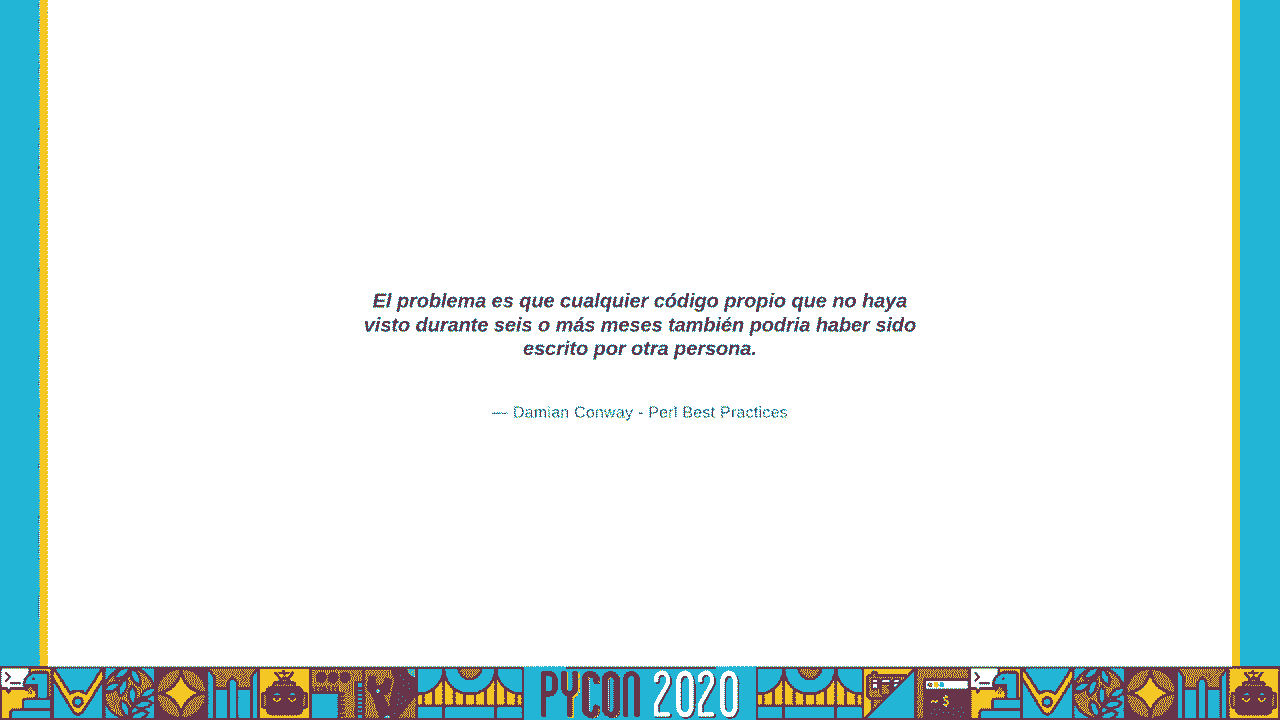 El problema es que cualquier código propio que no haya
visto durante seis o más meses también podria haber sido
escrito por otra persona.
— Damian Conway - Perl Best Practices
PYCON 2020
~$